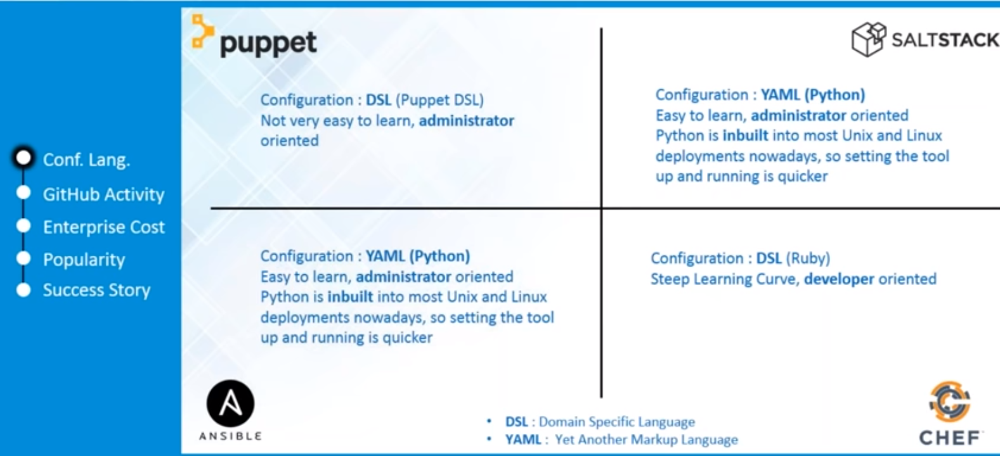 Conf. Lang.
GitHub Activity
Enterprise Cost
Popularity
Success Story
puppet
Configuration : DSL (Puppet DSL)
Not very easy to learn, administrator
oriented
SALTSTACK
Configuration : YAML (Python)
Easy to learn, administrator oriented
Python is inbuilt into most Unix and Linux
deployments nowadays, so setting the tool
up and running is quicker
Configuration : YAML (Python)
Easy to learn, administrator oriented
Python is inbuilt into most Unix and Linux
deployments nowadays, so setting the tool
up and running is quicker
ANSIBLE
Configuration : DSL (Ruby)
Steep Learning Curve, developer oriented
CHEF
• DSL : Domain Specific Language
• YAML : Yet Another Markup Language